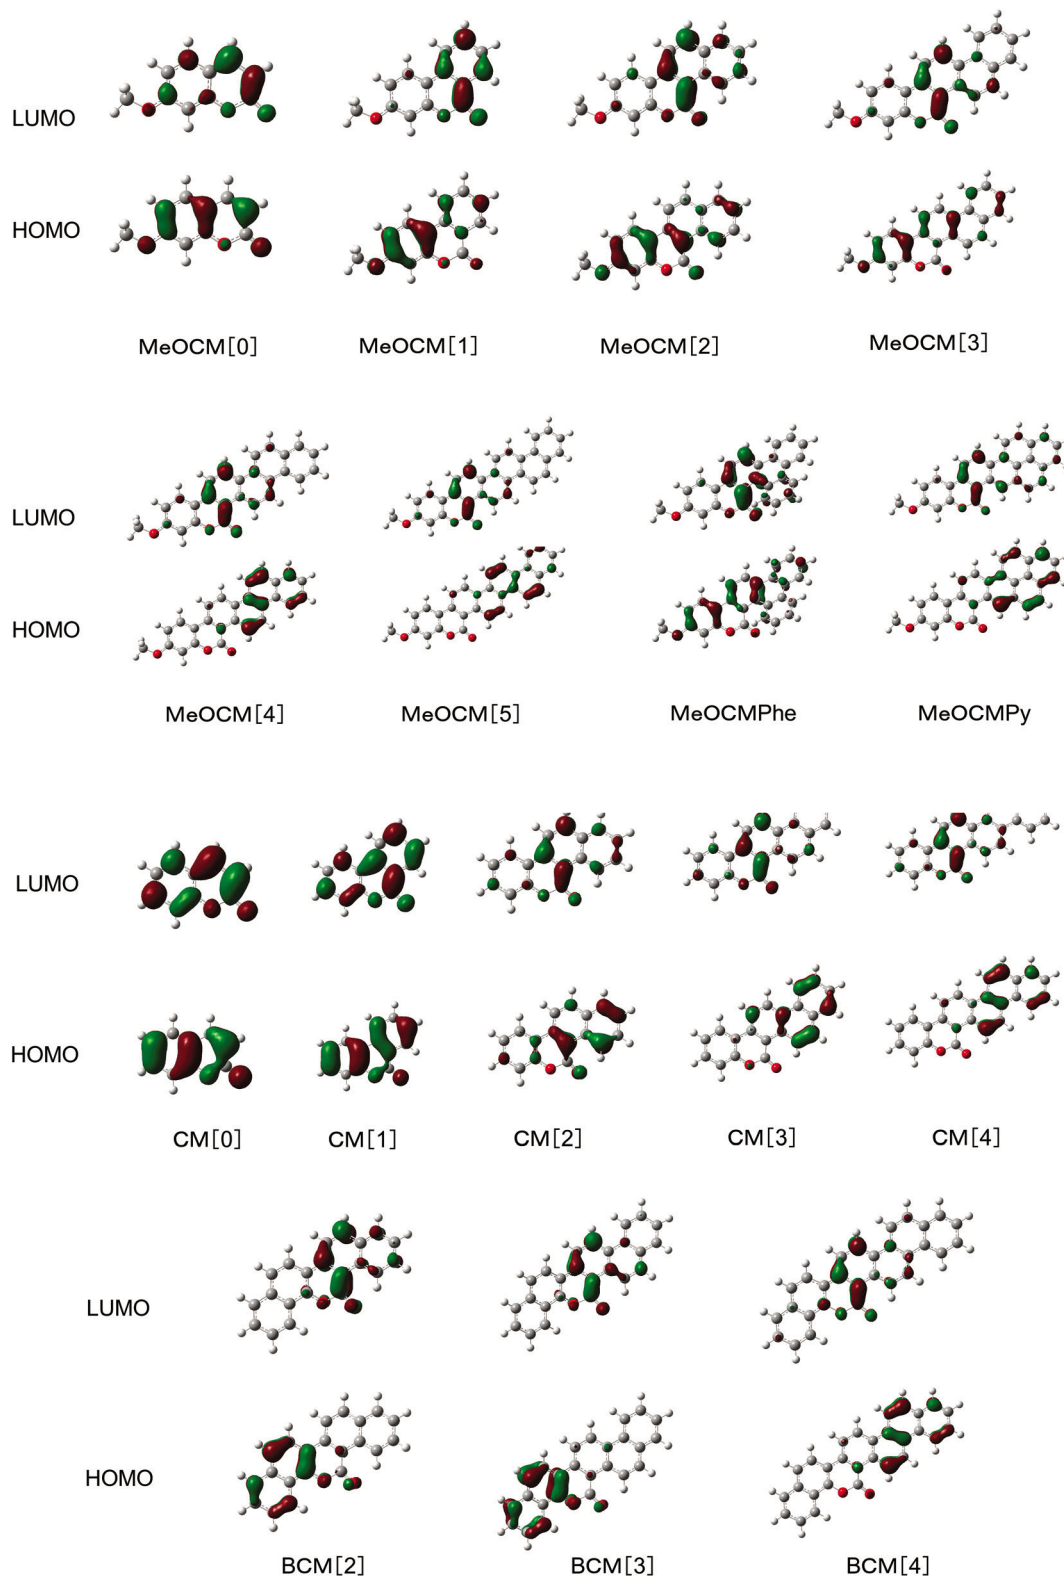 LUMO
HOMO
MeOCM[0] MeOCM[1] MeOCM[2] MeOCM[3]
LUMO
HOMO
MeOCM[4] MeOCM[5] MeOCMPhe MeOCMPy
LUMO
HOMO
CM[0] CM[1] CM[2] CM[3] CM[4]
LUMO
HOMO
BCM[2] BCM[3] BCM[4]